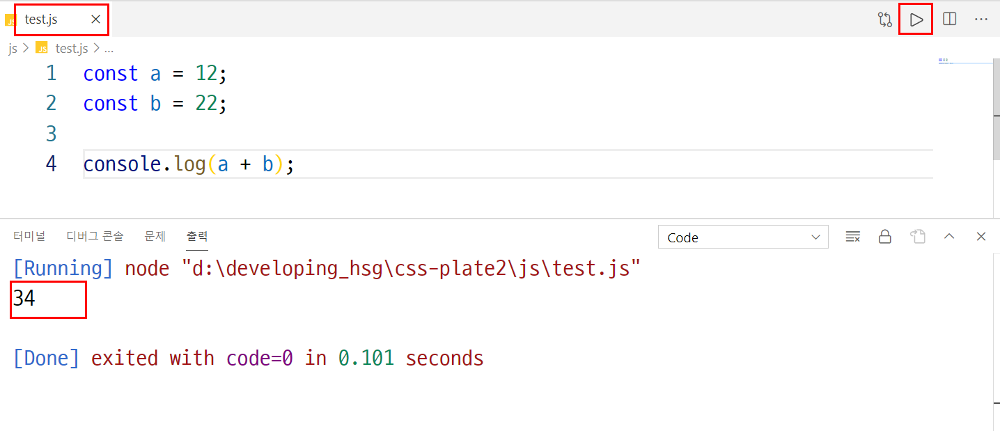 test.js
js > JS test.js > ...
1 const a = 12;
2 const b = 22;
3
4 console.log(a + b);
터미널 디버그 콘솔 문제 출력 Code
[Running] node "d:\developing_hsg\css-plate2\js\test.js"
34
[Done] exited with code=0 in 0.101 seconds